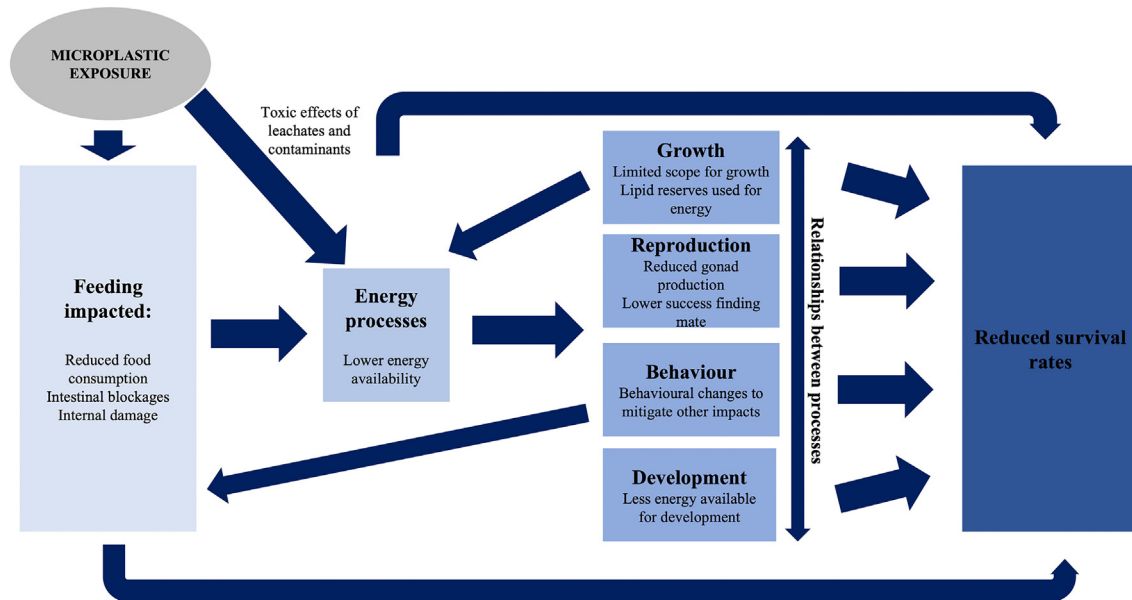 MICROPLASTIC
EXPOSURE
Toxic effects of
leachates and
contaminants
Feeding
impacted:
Reduced food
consumption
Intestinal blockages
Internal damage
Energy
processes
Lower energy
availability
Growth
Limited scope for growth
Lipid reserves used for
energy
Reproduction
Reduced gonad
production
Lower success finding
mate
Behaviour
Behavioural changes to
mitigate other impacts
Development
Less energy available
for development
Relationships between processes
Reduced survival
rates